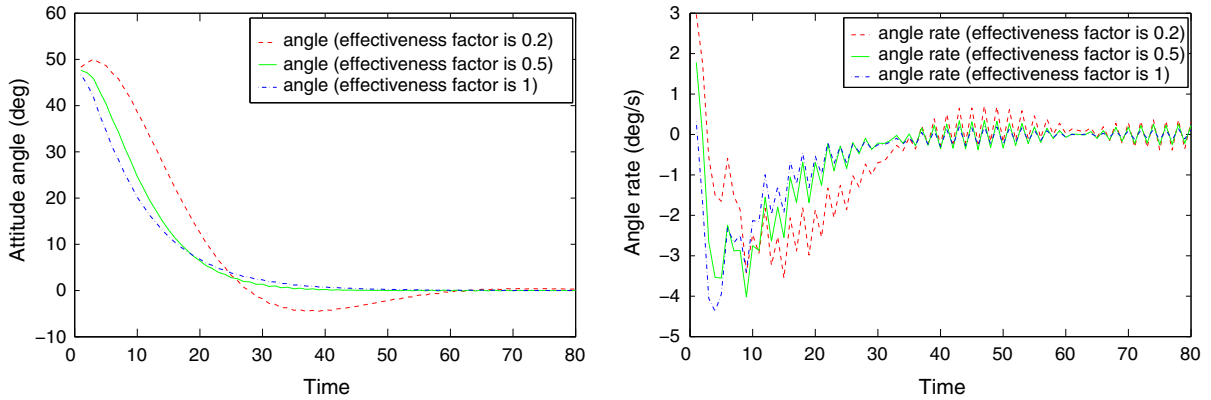 60
50
40
30
20
10
0
−10
Attitude angle (deg)
angle (effectiveness factor is 0.2)
angle (effectiveness factor is 0.5)
angle (effectiveness factor is 1)
0 10 20 30 40 50 60 70 80
Time
3
2
1
0
−1
−2
−3
−4
−5
Angle rate (deg/s)
angle rate (effectiveness factor is 0.2)
angle rate (effectiveness factor is 0.5)
angle rate (effectiveness factor is 1)
0 10 20 30 40 50 60 70 80
Time